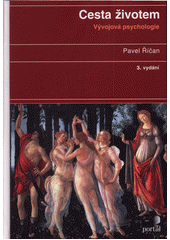 Cesta životem
Vývojová psychologie
Pavel Říčan
3. vydání
portál